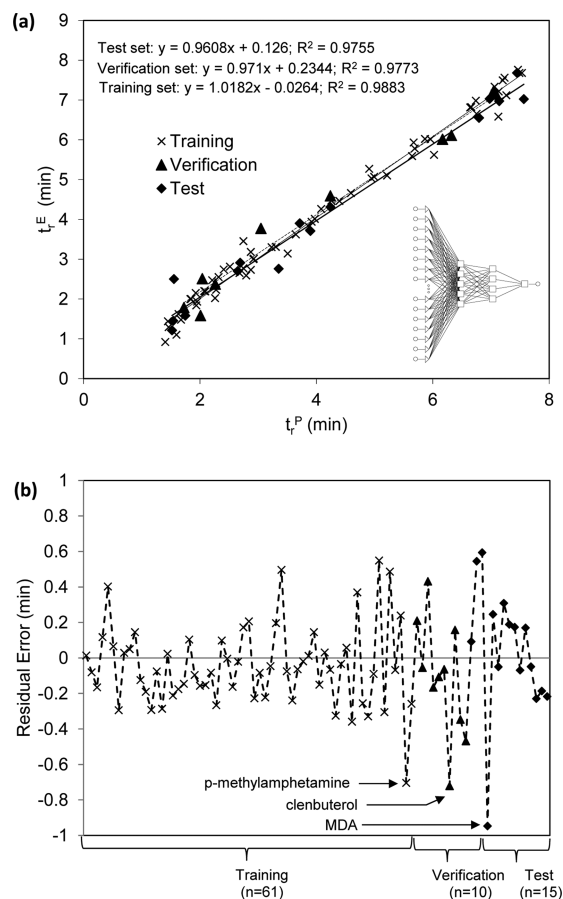 (a)
9
8
7
6
5
4
3
2
1
0
tᵣᴱ (min)
Test set: y = 0.9608x + 0.126; R² = 0.9755
Verification set: y = 0.971x + 0.2344; R² = 0.9773
Training set: y = 1.0182x - 0.0264; R² = 0.9883
Training
Verification
Test
0 2 4 6 8
tᵣᴾ (min)
(b)
1
0.8
0.6
0.4
0.2
0
-0.2
-0.4
-0.6
-0.8
-1
Residual Error (min)
p-methylamphetamine
clenbuterol
MDA
Training Verification Test
(n=61) (n=10) (n=15)